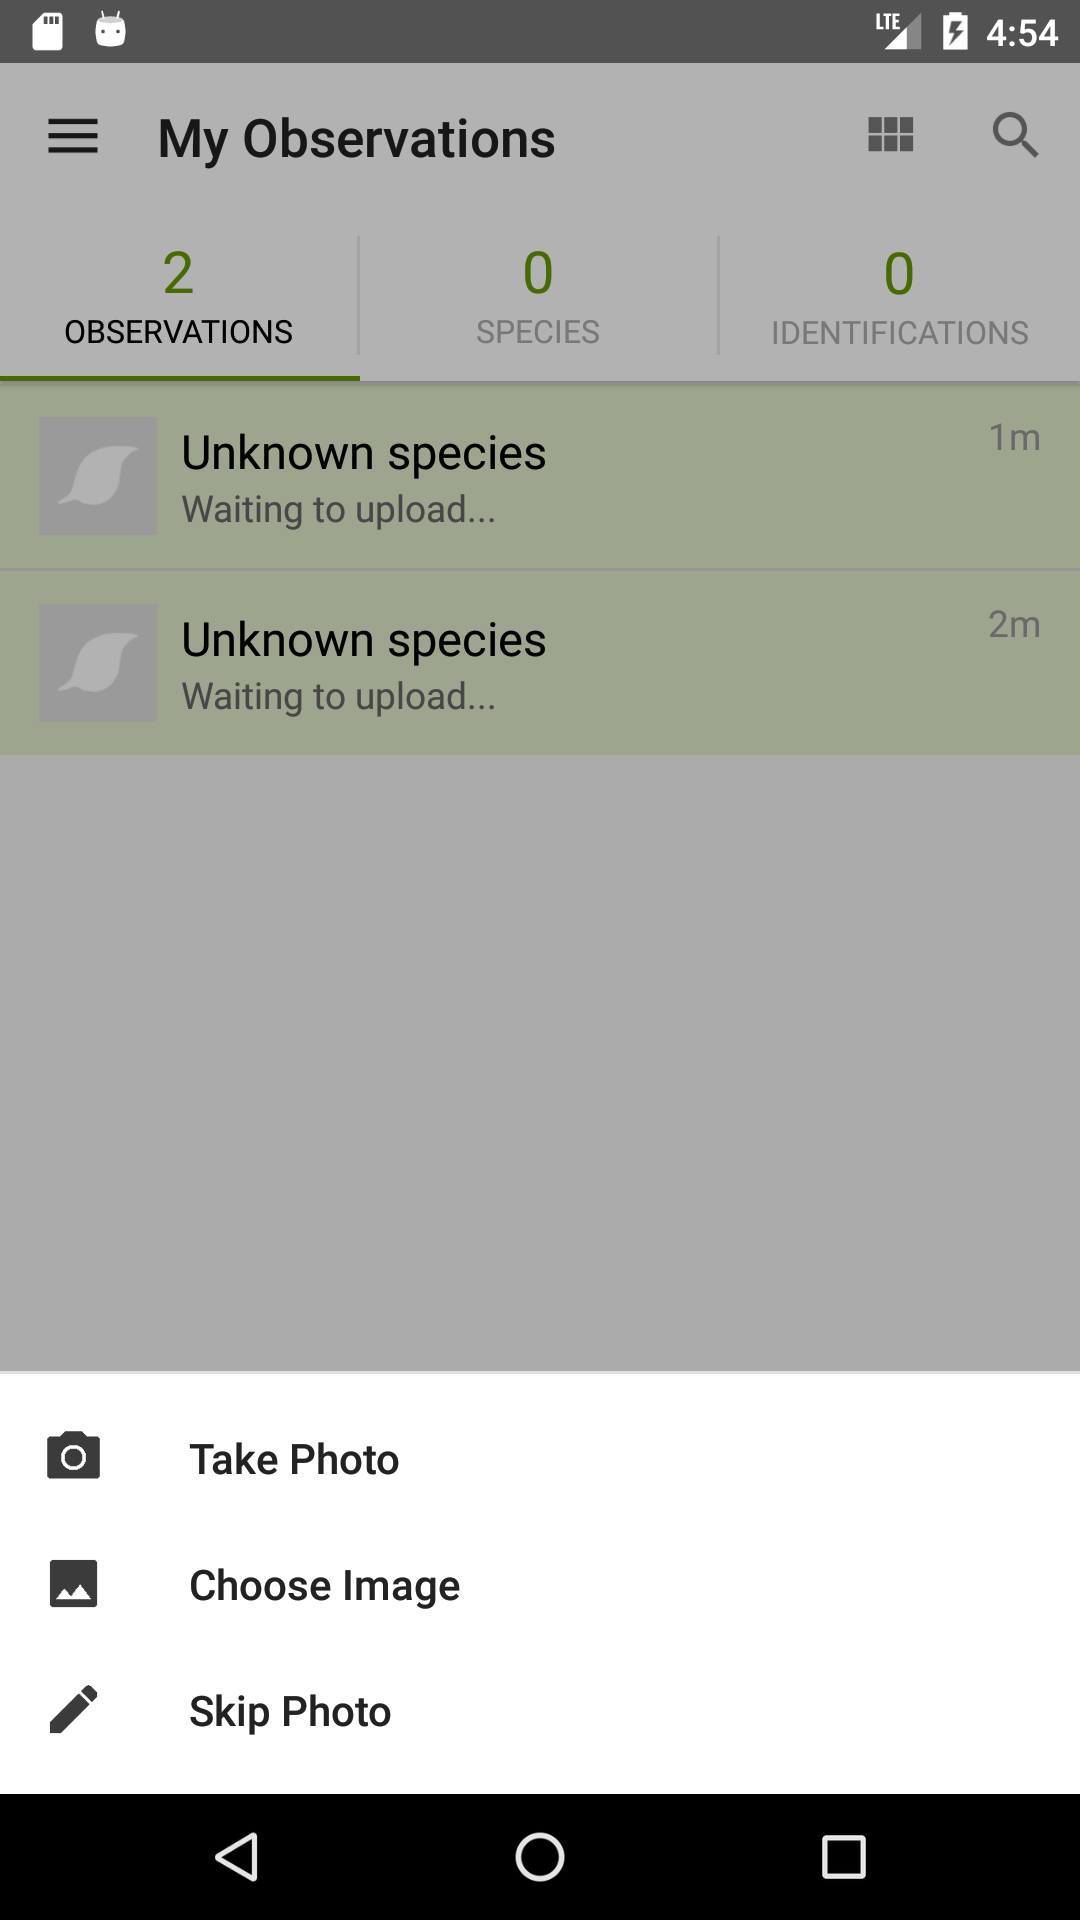 LTE 4:54
My Observations
2 0 0
OBSERVATIONS SPECIES IDENTIFICATIONS
Unknown species 1m
Waiting to upload...
Unknown species 2m
Waiting to upload...
Take Photo
Choose Image
Skip Photo